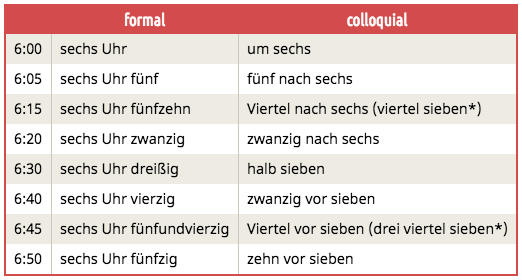 formal colloquial
6:00 sechs Uhr um sechs
6:05 sechs Uhr fünf fünf nach sechs
6:15 sechs Uhr fünfzehn Viertel nach sechs (viertel sieben*)
6:20 sechs Uhr zwanzig zwanzig nach sechs
6:30 sechs Uhr dreißig halb sieben
6:40 sechs Uhr vierzig zwanzig vor sieben
6:45 sechs Uhr fünfundvierzig Viertel vor sieben (drei viertel sieben*)
6:50 sechs Uhr fünfzig zehn vor sieben